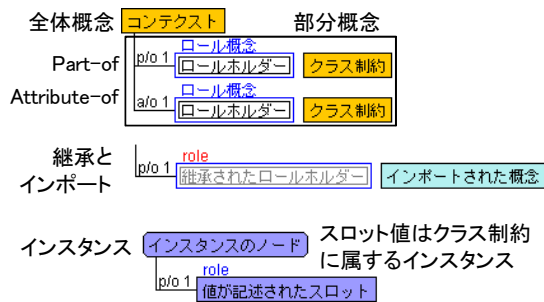 全体概念 コンテクスト 部分概念
ロール概念
Part-of p/o 1 ロールホルダー クラス制約
ロール概念
Attribute-of a/o 1 ロールホルダー クラス制約
継承と
インポート
role
p/o 1 継承されたロールホルダー インポートされた概念
インスタンス インスタンスのノード スロット値はクラス制約
に属するインスタンス
role
p/o 1 値が記述されたスロット